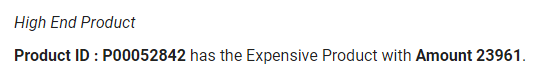 High End Product
Product ID : P00052842 has the Expensive Product with Amount 23961.